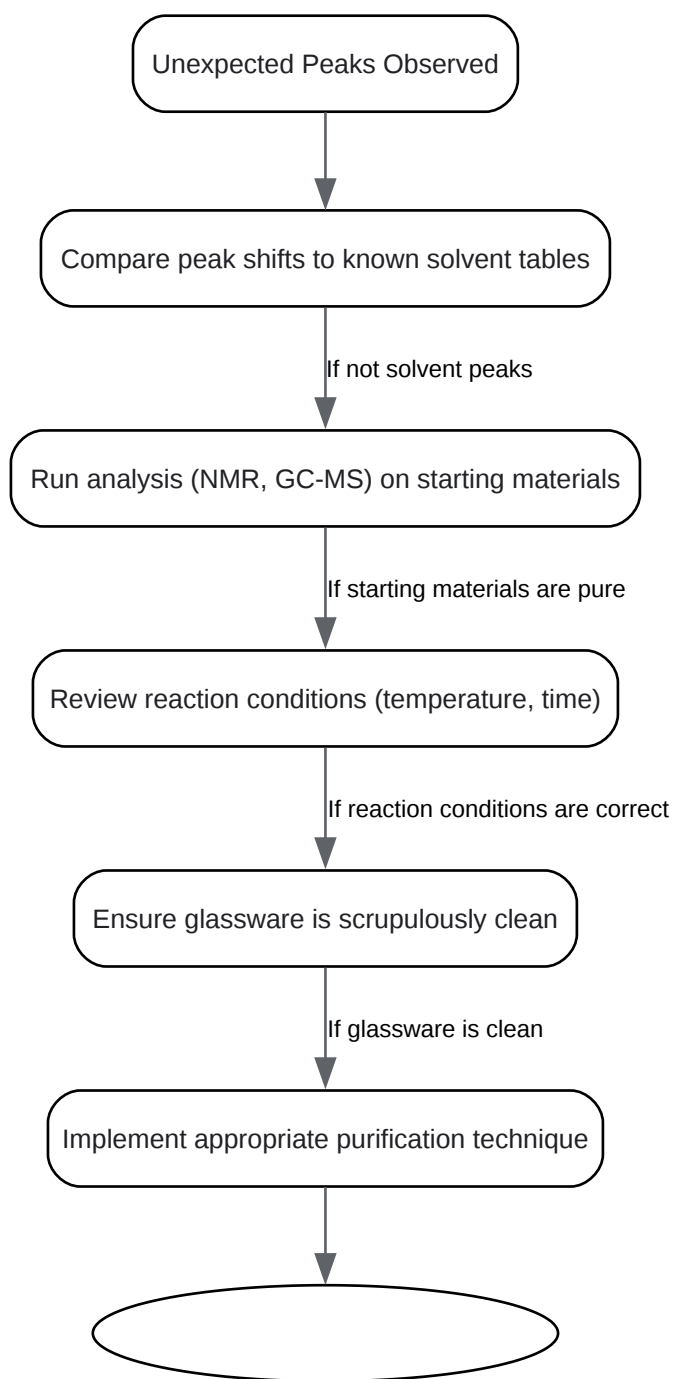 Unexpected Peaks Observed
Compare peak shifts to known solvent tables
If not solvent peaks
Run analysis (NMR, GC-MS) on starting materials
If starting materials are pure
Review reaction conditions (temperature, time)
If reaction conditions are correct
Ensure glassware is scrupulously clean
If glassware is clean
Implement appropriate purification technique